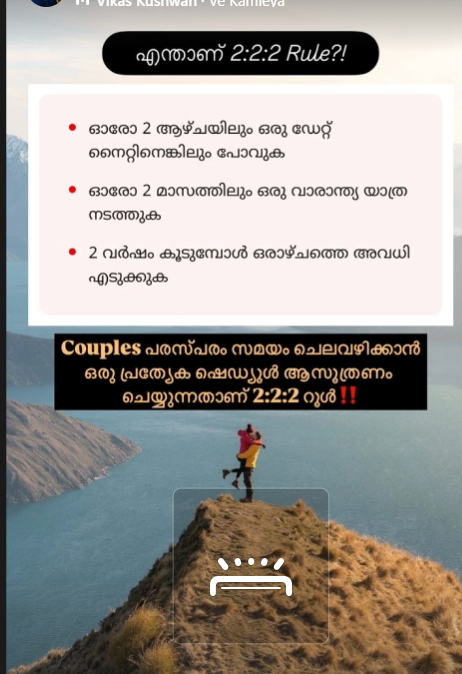 Vikas Kushwah · Ve Kamleya
എന്താണ് 2:2:2 Rule?!
• ഓരോ 2 ആഴ്ചയിലും ഒരു ഡേറ്റ്
നൈറ്റിനെങ്കിലും പോവുക
• ഓരോ 2 മാസത്തിലും ഒരു വാരാന്ത്യ യാത്ര
നടത്തുക
• 2 വർഷം കൂടുമ്പോൾ ഒരാഴ്ചത്തെ അവധി
എടുക്കുക
Couples പരസ്പരം സമയം ചെലവഴിക്കാൻ
ഒരു പ്രത്യേക ഷെഡ്യൂൾ ആസൂത്രണം
ചെയ്യുന്നതാണ് 2:2:2 റൂൾ‼️